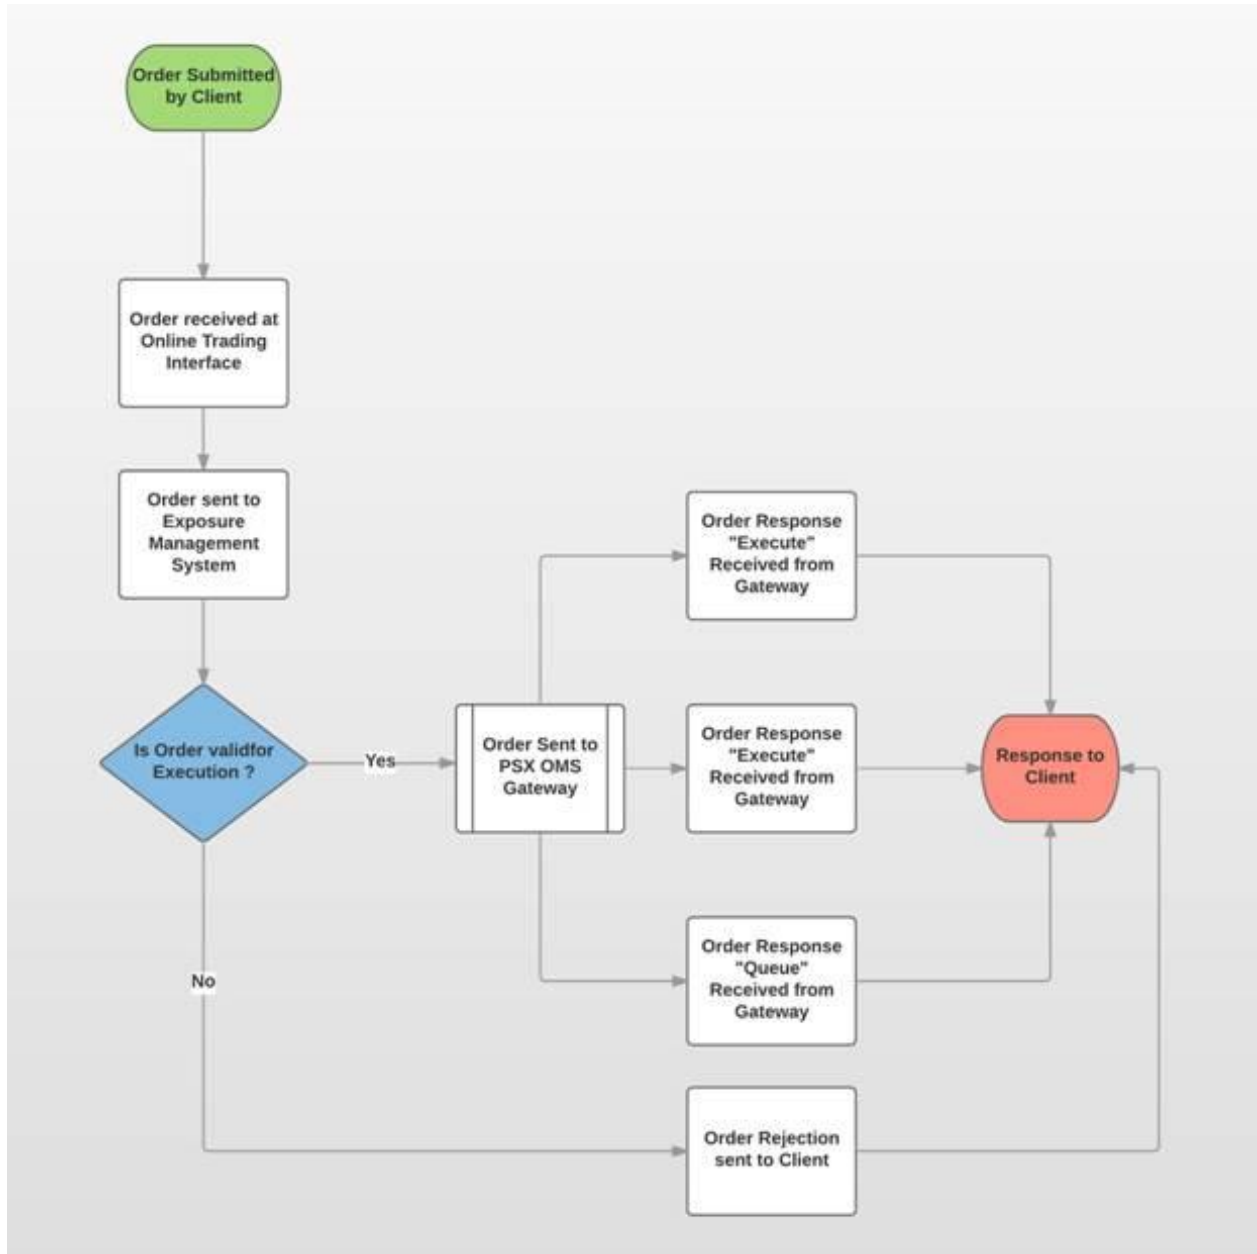 Order Submitted
by Client
Order received at
Online Trading
Interface
Order sent to
Exposure
Management
System
Is Order validfor
Execution ?
Yes
Order Sent to
PSX OMS
Gateway
Order Response
"Execute"
Received from
Gateway
Order Response
"Execute"
Received from
Gateway
Order Response
"Queue"
Received from
Gateway
Response to
Client
No
Order Rejection
sent to Client